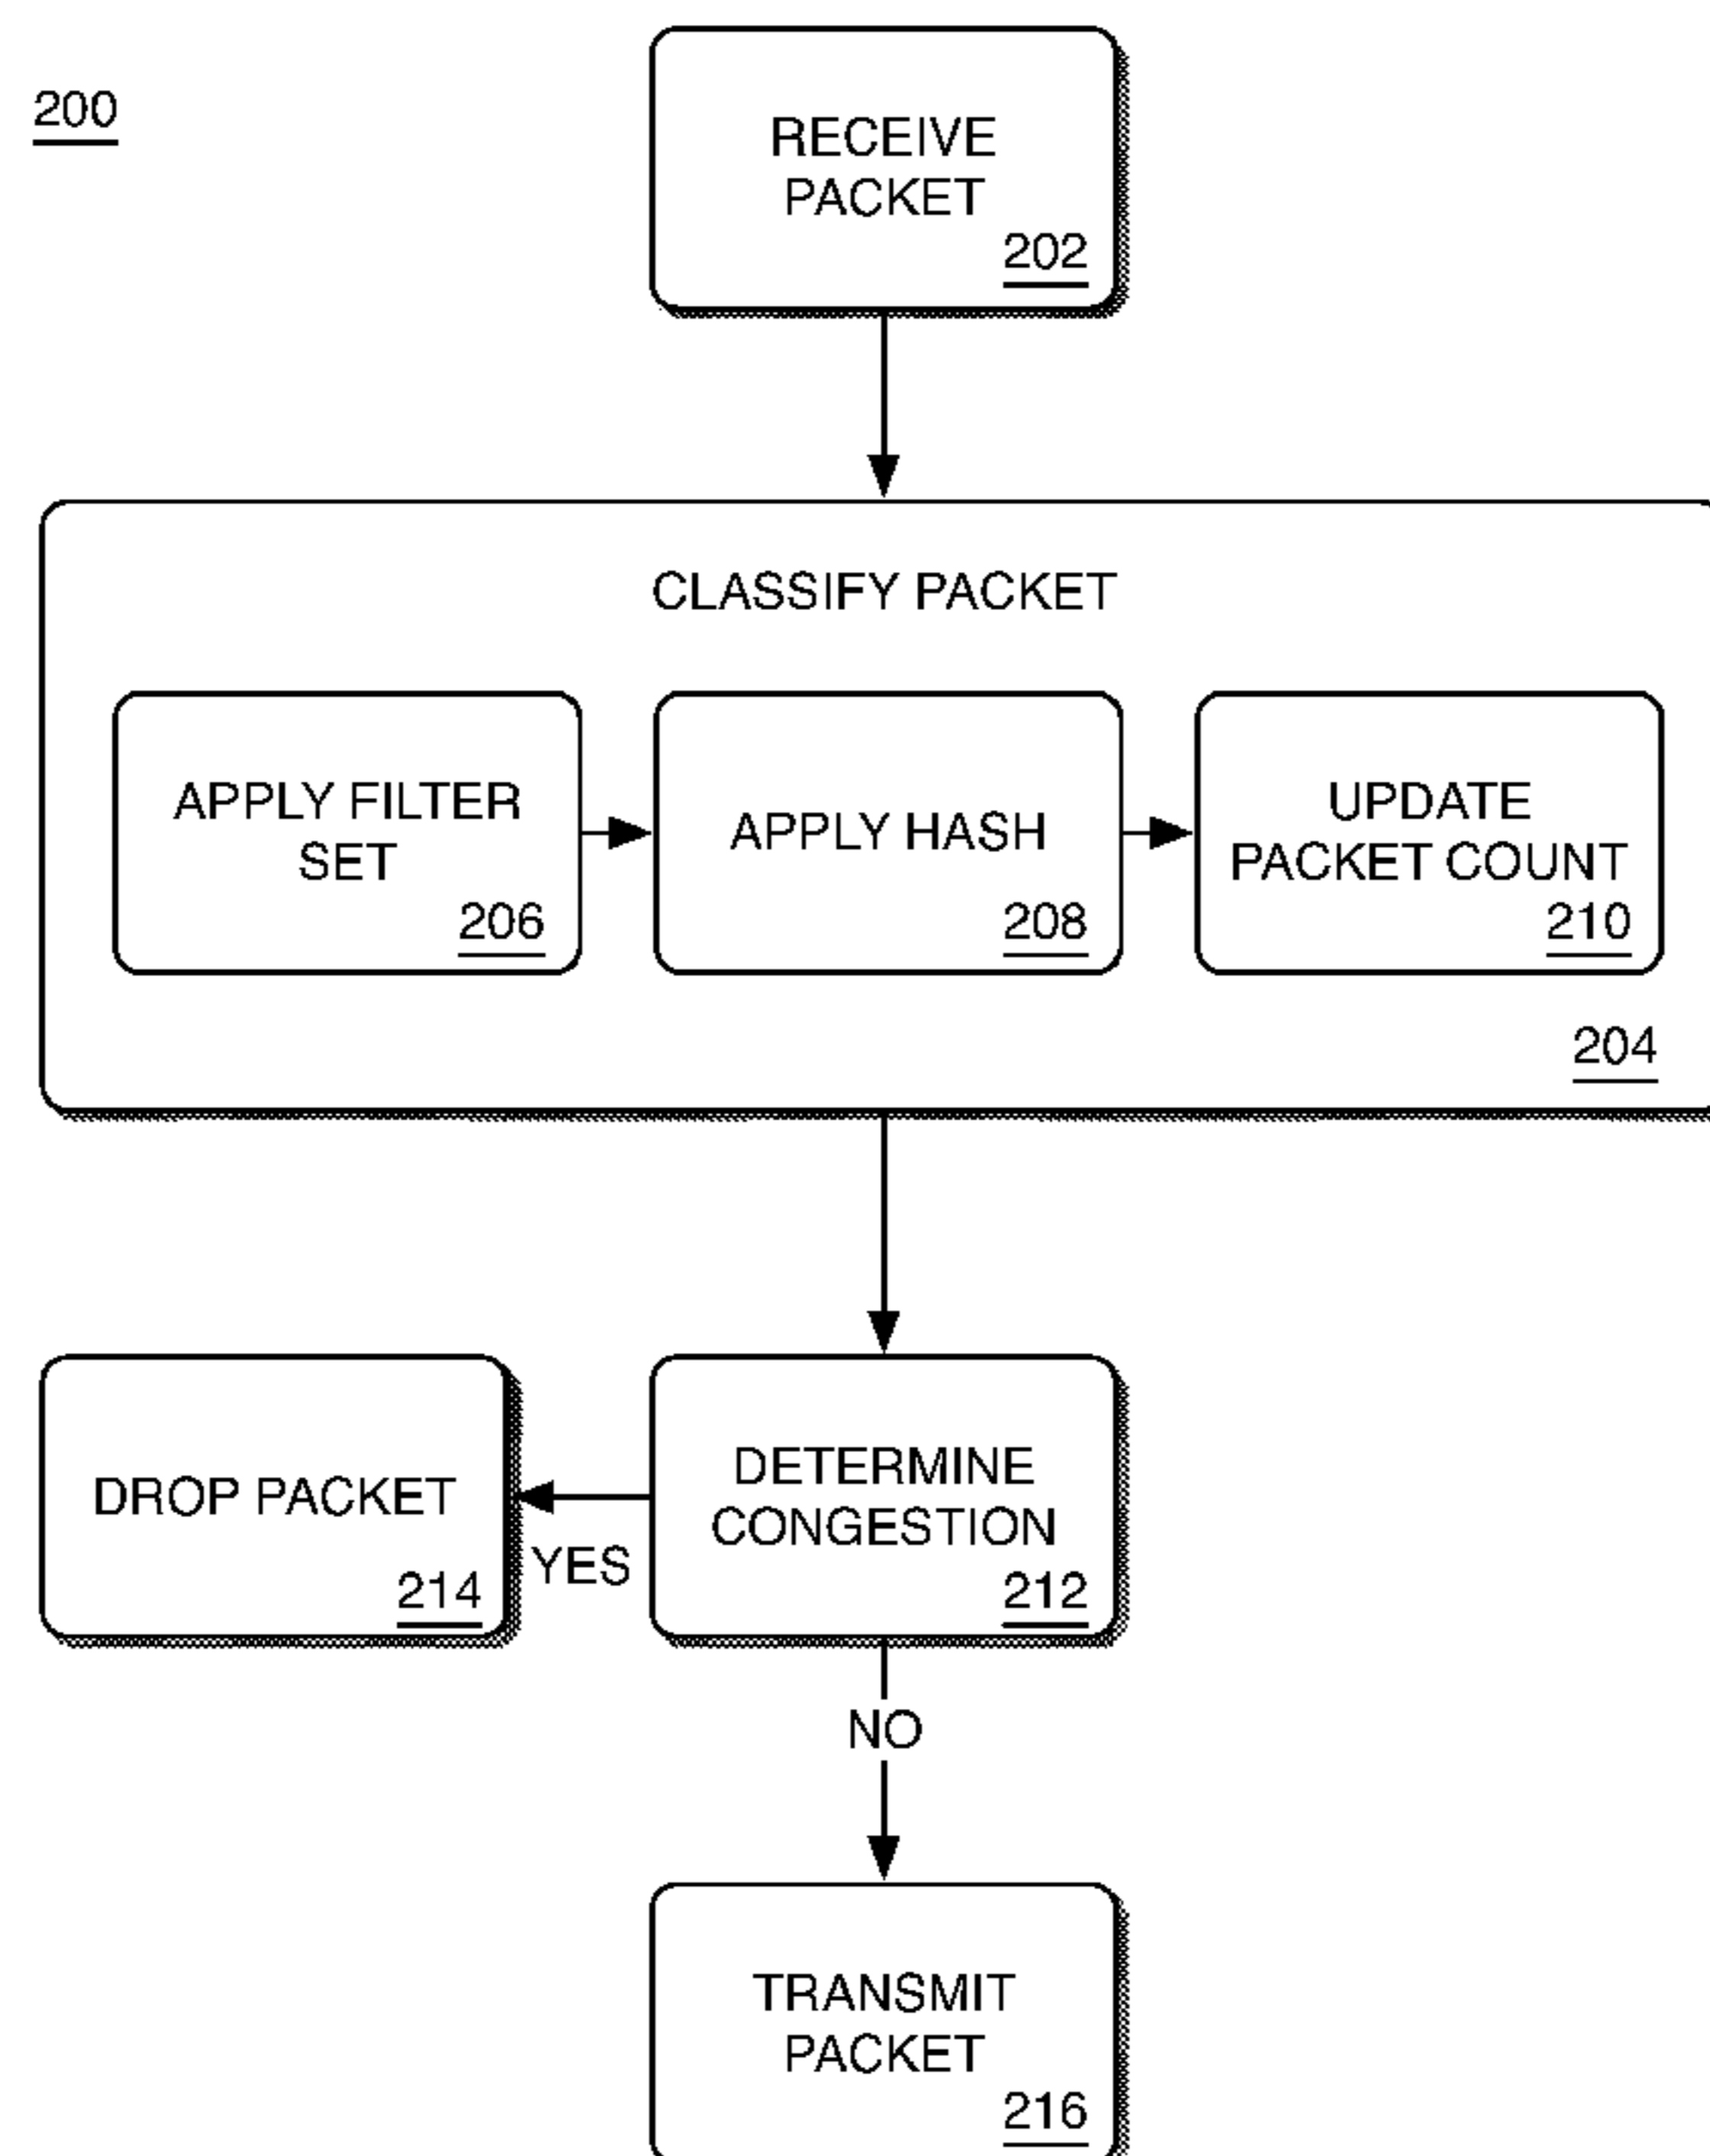 200
RECEIVE
PACKET
202
CLASSIFY PACKET
APPLY FILTER
SET
206
APPLY HASH
208
UPDATE
PACKET COUNT
210
204
DROP PACKET
214
YES
DETERMINE
CONGESTION
212
NO
TRANSMIT
PACKET
216